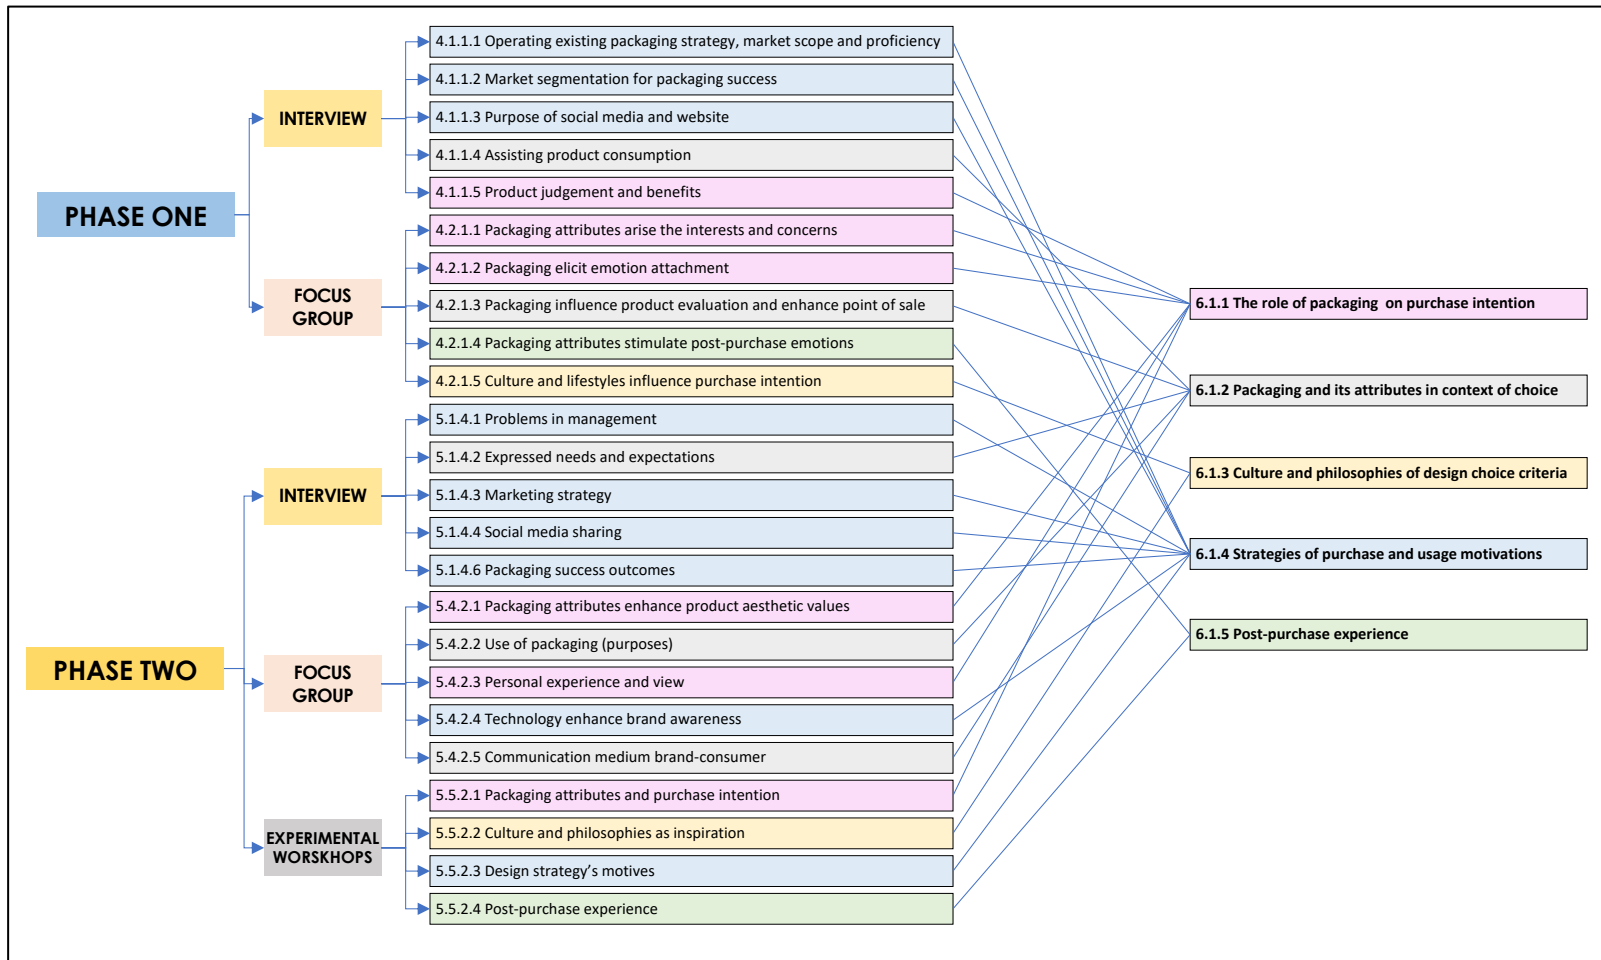 PHASE ONE
INTERVIEW
4.1.1.1 Operating existing packaging strategy, market scope and proficiency
4.1.1.2 Market segmentation for packaging success
4.1.1.3 Purpose of social media and website
4.1.1.4 Assisting product consumption
4.1.1.5 Product judgement and benefits
FOCUS
GROUP
4.2.1.1 Packaging attributes arise the interests and concerns
4.2.1.2 Packaging elicit emotion attachment
4.2.1.3 Packaging influence product evaluation and enhance point of sale
4.2.1.4 Packaging attributes stimulate post-purchase emotions
4.2.1.5 Culture and lifestyles influence purchase intention
PHASE TWO
INTERVIEW
5.1.4.1 Problems in management
5.1.4.2 Expressed needs and expectations
5.1.4.3 Marketing strategy
5.1.4.4 Social media sharing
5.1.4.6 Packaging success outcomes
FOCUS
GROUP
5.4.2.1 Packaging attributes enhance product aesthetic values
5.4.2.2 Use of packaging (purposes)
5.4.2.3 Personal experience and view
5.4.2.4 Technology enhance brand awareness
5.4.2.5 Communication medium brand-consumer
EXPERIMENTAL
WORSKHOPS
5.5.2.1 Packaging attributes and purchase intention
5.5.2.2 Culture and philosophies as inspiration
5.5.2.3 Design strategy's motives
5.5.2.4 Post-purchase experience
6.1.1 The role of packaging on purchase intention
6.1.2 Packaging and its attributes in context of choice
6.1.3 Culture and philosophies of design choice criteria
6.1.4 Strategies of purchase and usage motivations
6.1.5 Post-purchase experience